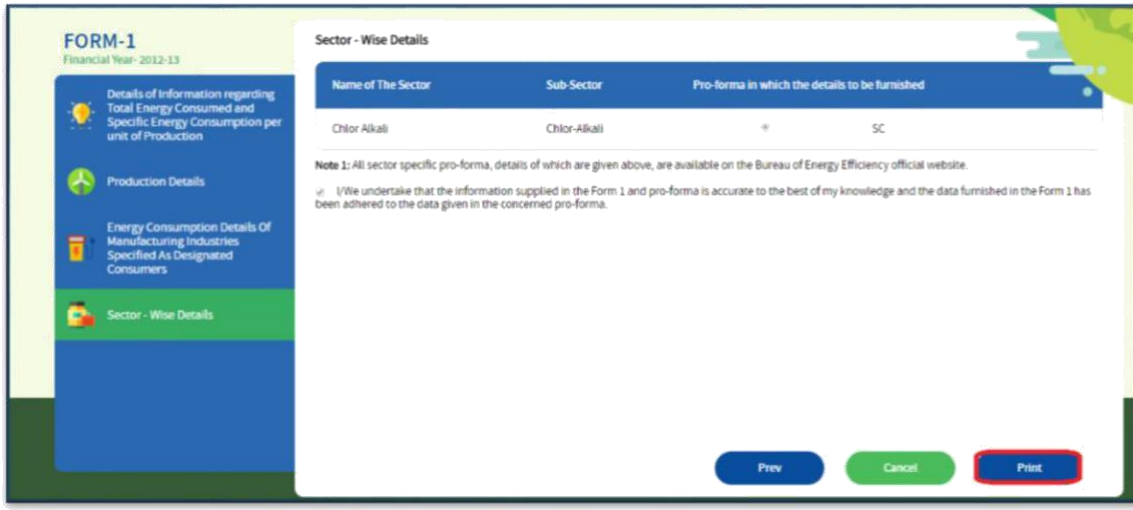 FORM-1
Financial Year- 2012-13
Details of Information regarding
Total Energy Consumed and
Specific Energy Consumption per
unit of Production
Production Details
Energy Consumption Details Of
Manufacturing Industries
Specified As Designated
Consumers
Sector - Wise Details
Sector - Wise Details
Name of The Sector Sub-Sector Pro-forma in which the details to be furnished
Chlor Alkali Chlor-Alkali SC
Note 1: All sector specific pro-forma, details of which are given above, are available on the Bureau of Energy Efficiency official website.
I/We undertake that the information supplied in the Form 1 and pro-forma is accurate to the best of my knowledge and the data furnished in the Form 1 has
been adhered to the data given in the concerned pro-forma.
Prev Cancel Print